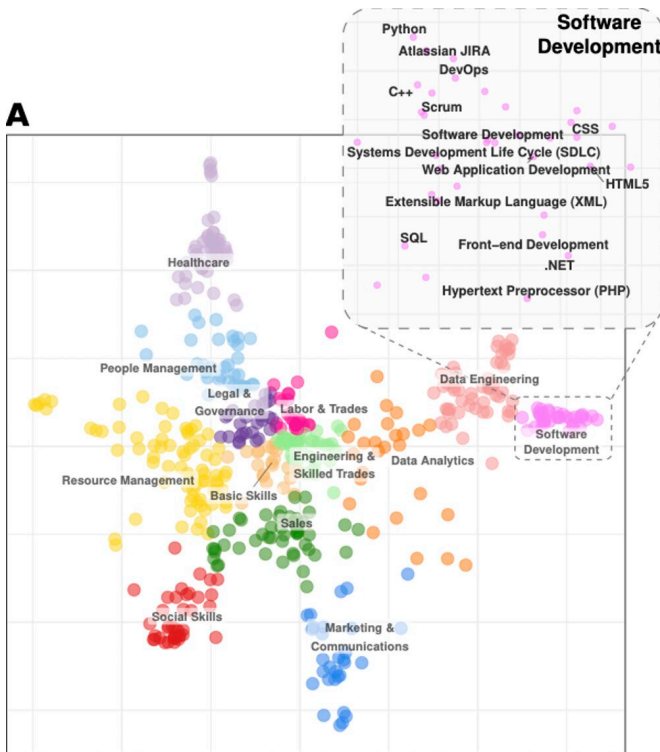 Software
Development
Python
Atlassian JIRA
DevOps
C++
Scrum
Software Development
CSS
Systems Development Life Cycle (SDLC)
Web Application Development
HTML5
Extensible Markup Language (XML)
SQL
Front-end Development
.NET
Hypertext Preprocessor (PHP)
A
Healthcare
People Management
Data Engineering
Legal &
Governance
Labor & Trades
Software
Development
Engineering &
Skilled Trades
Data Analytics
Resource Management
Basic Skills
Sales
Social Skills
Marketing &
Communications